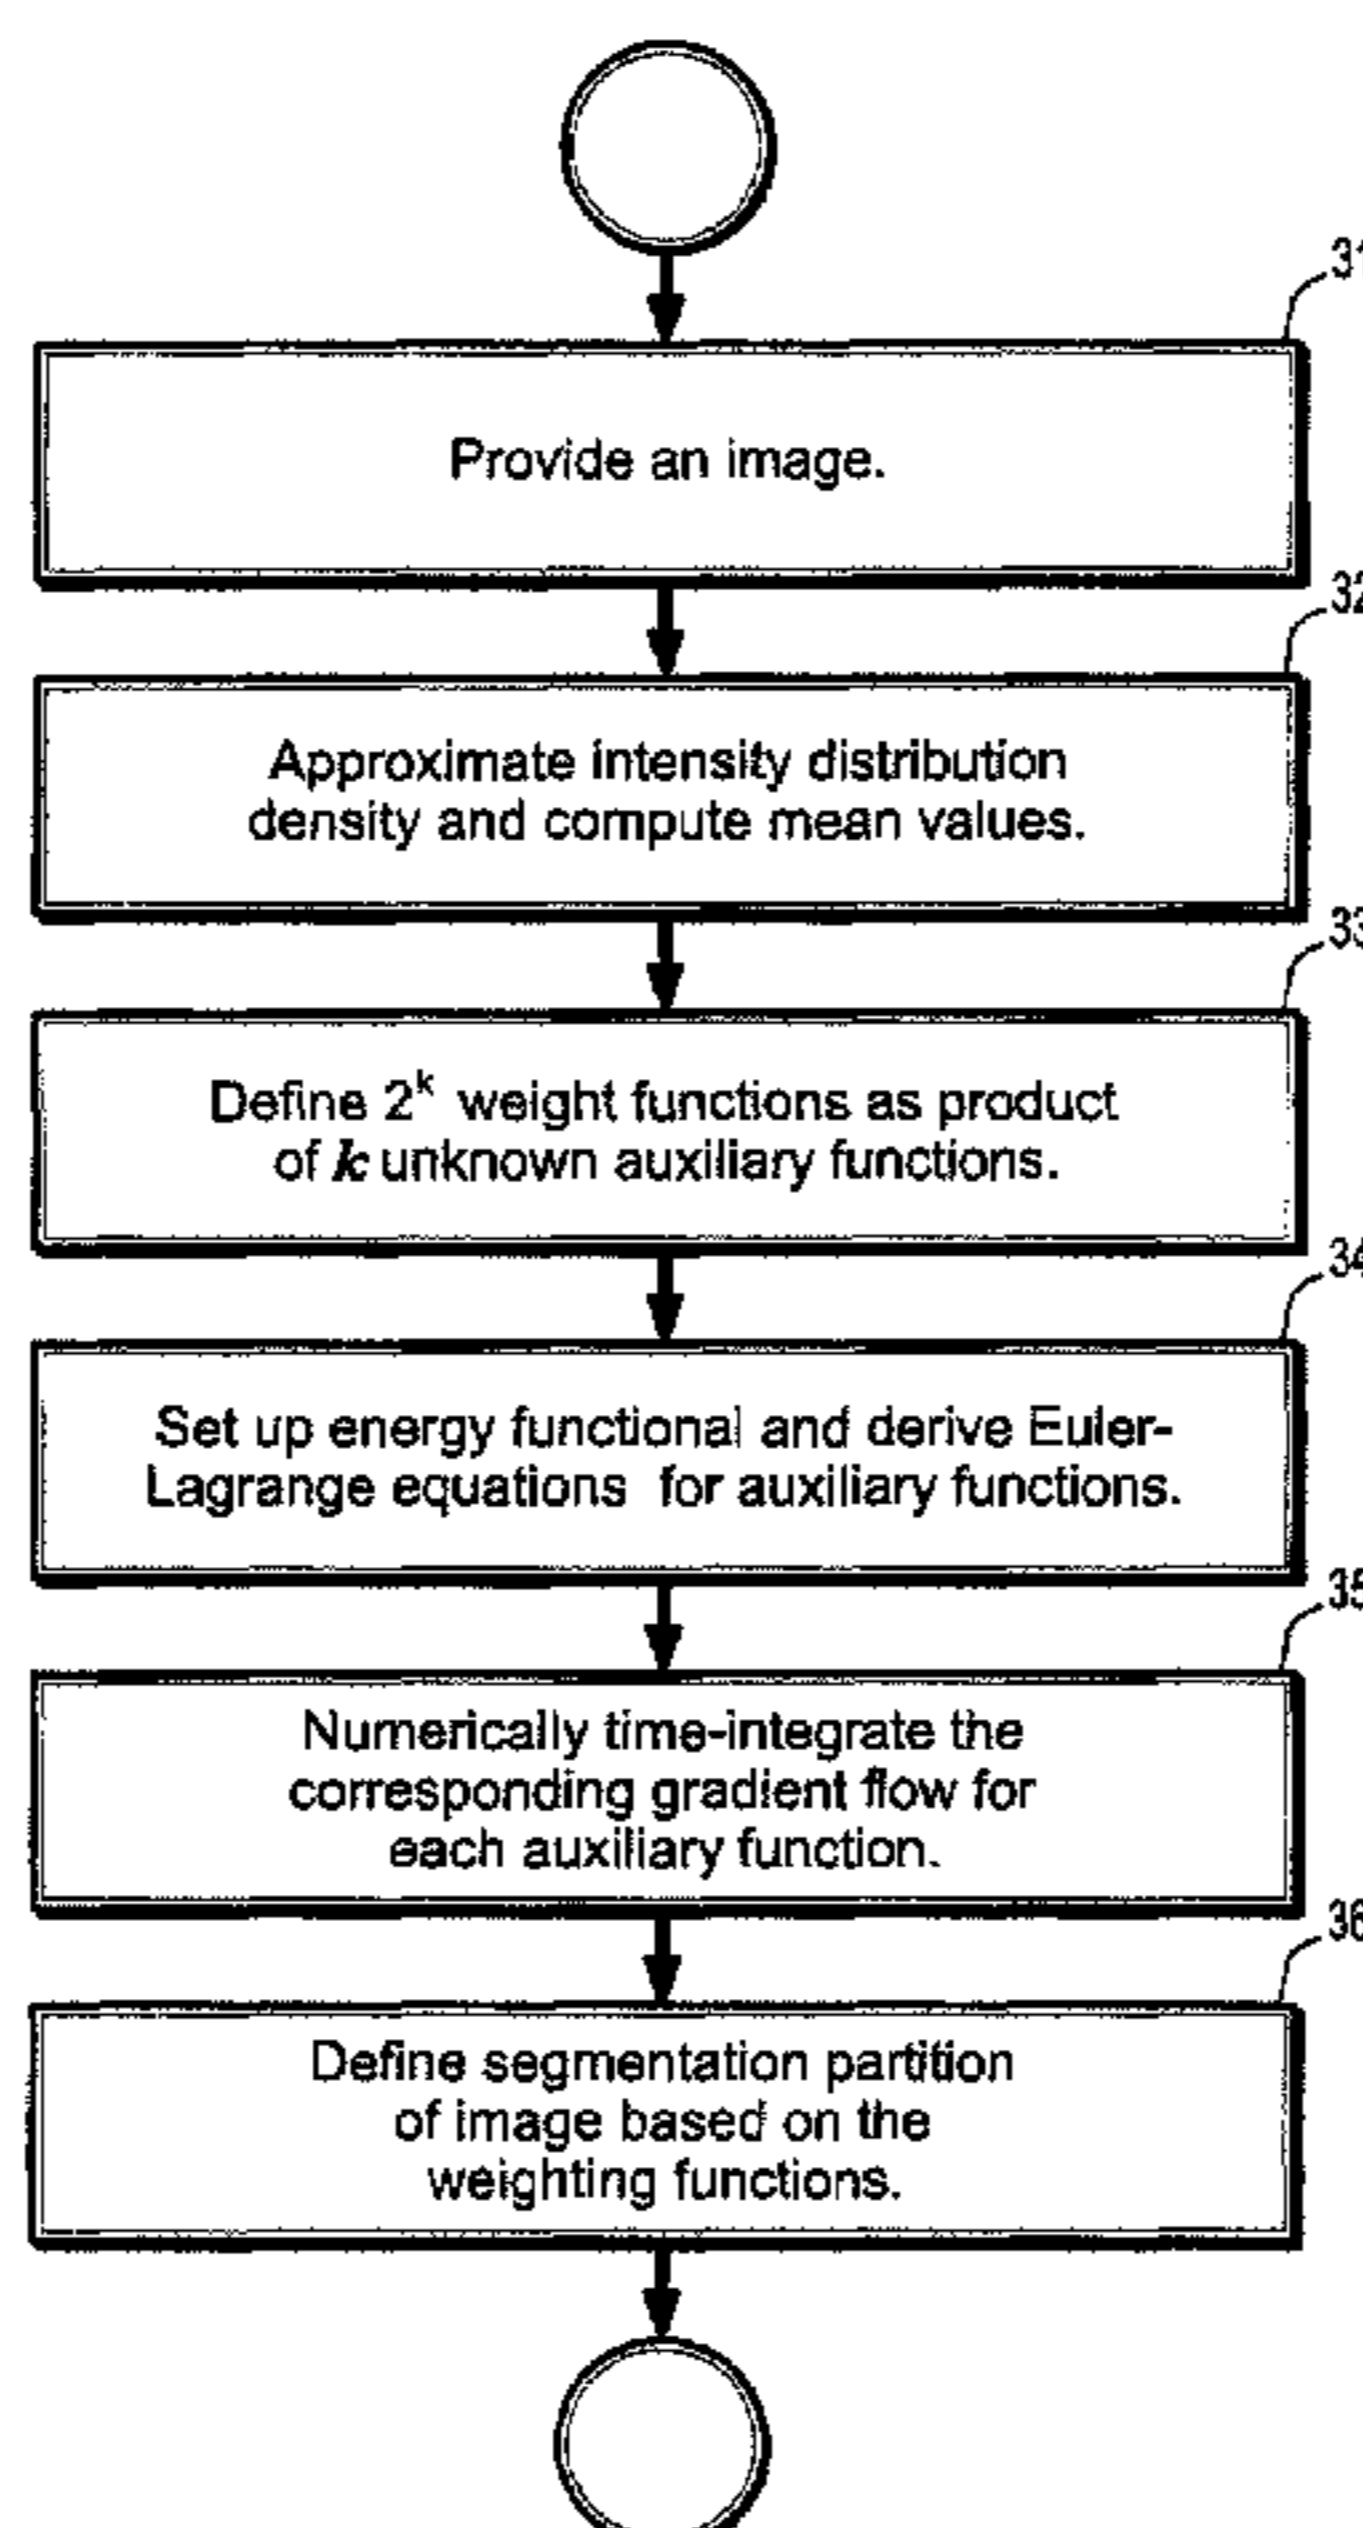 31
Provide an image.
32
Approximate intensity distribution
density and compute mean values.
33
Define 2^k weight functions as product
of k unknown auxiliary functions.
34
Set up energy functional and derive Euler-
Lagrange equations for auxiliary functions.
35
Numerically time-integrate the
corresponding gradient flow for
each auxiliary function.
36
Define segmentation partition
of image based on the
weighting functions.